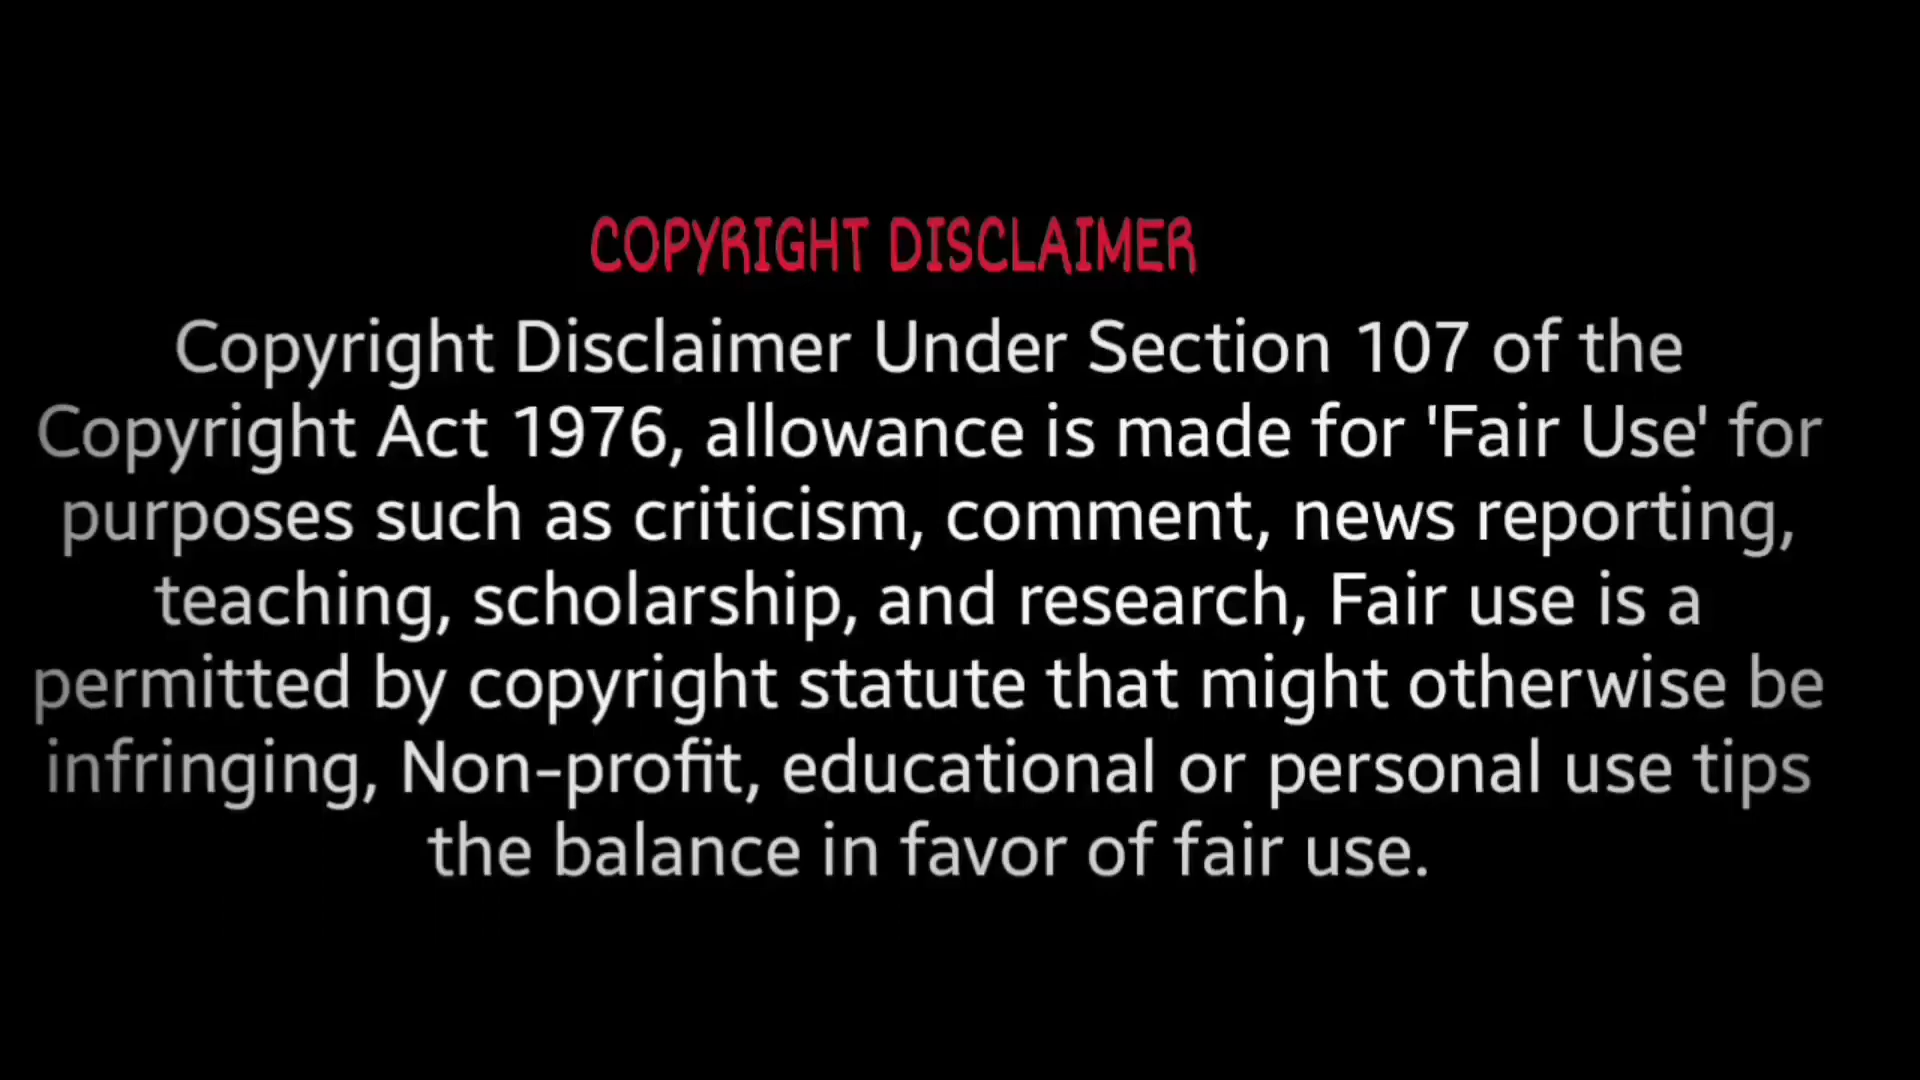 COPYRIGHT DISCLAIMER
Copyright Disclaimer Under Section 107 of the
Copyright Act 1976, allowance is made for 'Fair Use' for
purposes such as criticism, comment, news reporting,
teaching, scholarship, and research, Fair use is a
permitted by copyright statute that might otherwise be
infringing, Non-profit, educational or personal use tips
the balance in favor of fair use.